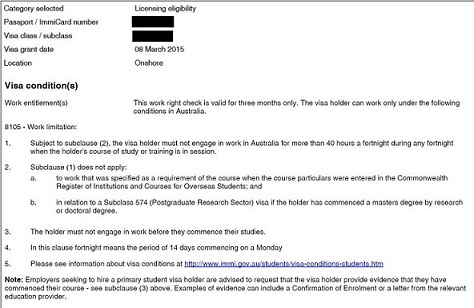 Category selected Licensing eligibility
Passport / ImmiCard number
Visa class / subclass
Visa grant date 08 March 2015
Location Onshore
Visa condition(s)
Work entitlement(s) This work right check is valid for three months only. The visa holder can work only under the following
conditions in Australia.
8105 - Work limitation:
1. Subject to subclause (2), the visa holder must not engage in work in Australia for more than 40 hours a fortnight during any fortnight
when the holder's course of study or training is in session.
2. Subclause (1) does not apply:
a. to work that was specified as a requirement of the course when the course particulars were entered in the Commonwealth
Register of Institutions and Courses for Overseas Students; and
b. in relation to a Subclass 574 (Postgraduate Research Sector) visa if the holder has commenced a masters degree by research
or doctoral degree.
3. The holder must not engage in work before they commence their studies.
4. In this clause fortnight means the period of 14 days commencing on a Monday
5. Please see information about visa conditions at http://www.immi.gov.au/students/visa-conditions-students.htm
Note: Employers seeking to hire a primary student visa holder are advised to request that the visa holder provide evidence that they have
commenced their course - see subclause (3) above. Examples of evidence can include a Confirmation of Enrolment or a letter from the relevant
education provider.